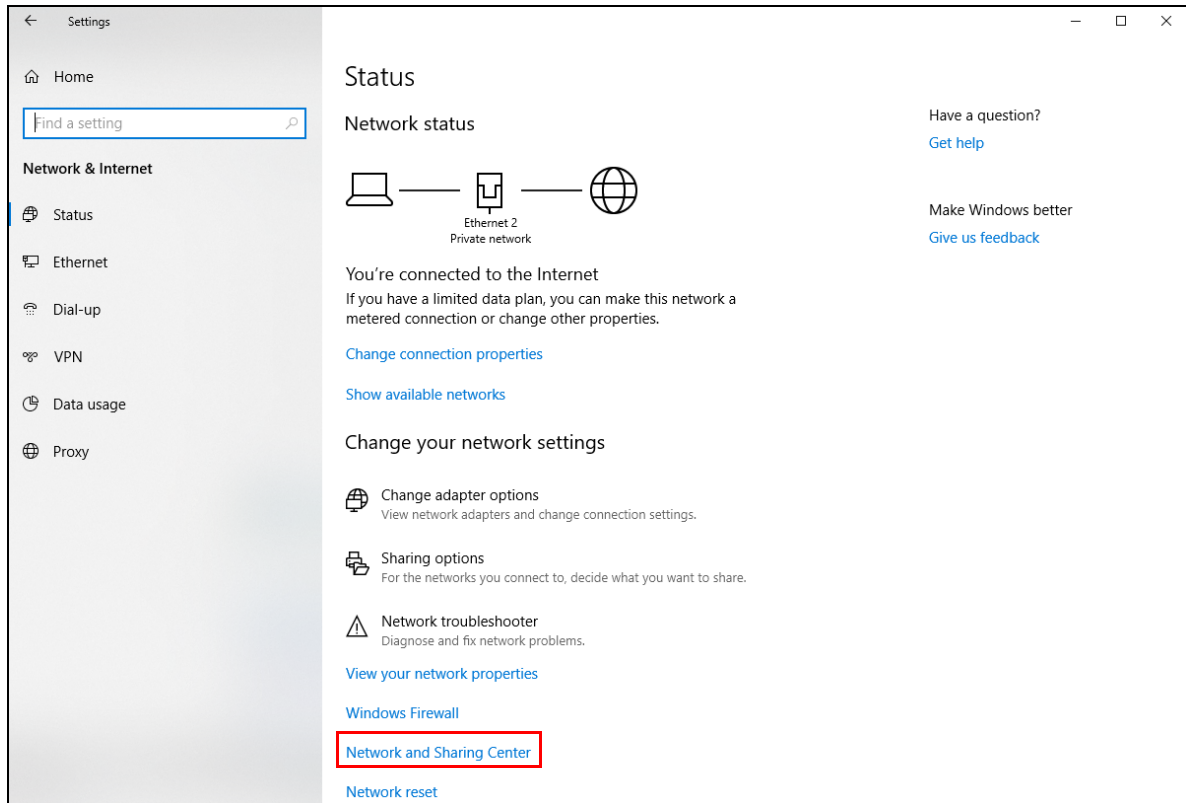 Settings
Home
Find a setting
Network & Internet
Status
Ethernet
Dial-up
VPN
Data usage
Proxy
Status
Network status
Ethernet 2
Private network
You're connected to the Internet
If you have a limited data plan, you can make this network a
metered connection or change other properties.
Change connection properties
Show available networks
Change your network settings
Change adapter options
View network adapters and change connection settings.
Sharing options
For the networks you connect to, decide what you want to share.
Network troubleshooter
Diagnose and fix network problems.
View your network properties
Windows Firewall
Network and Sharing Center
Network reset
Have a question?
Get help
Make Windows better
Give us feedback